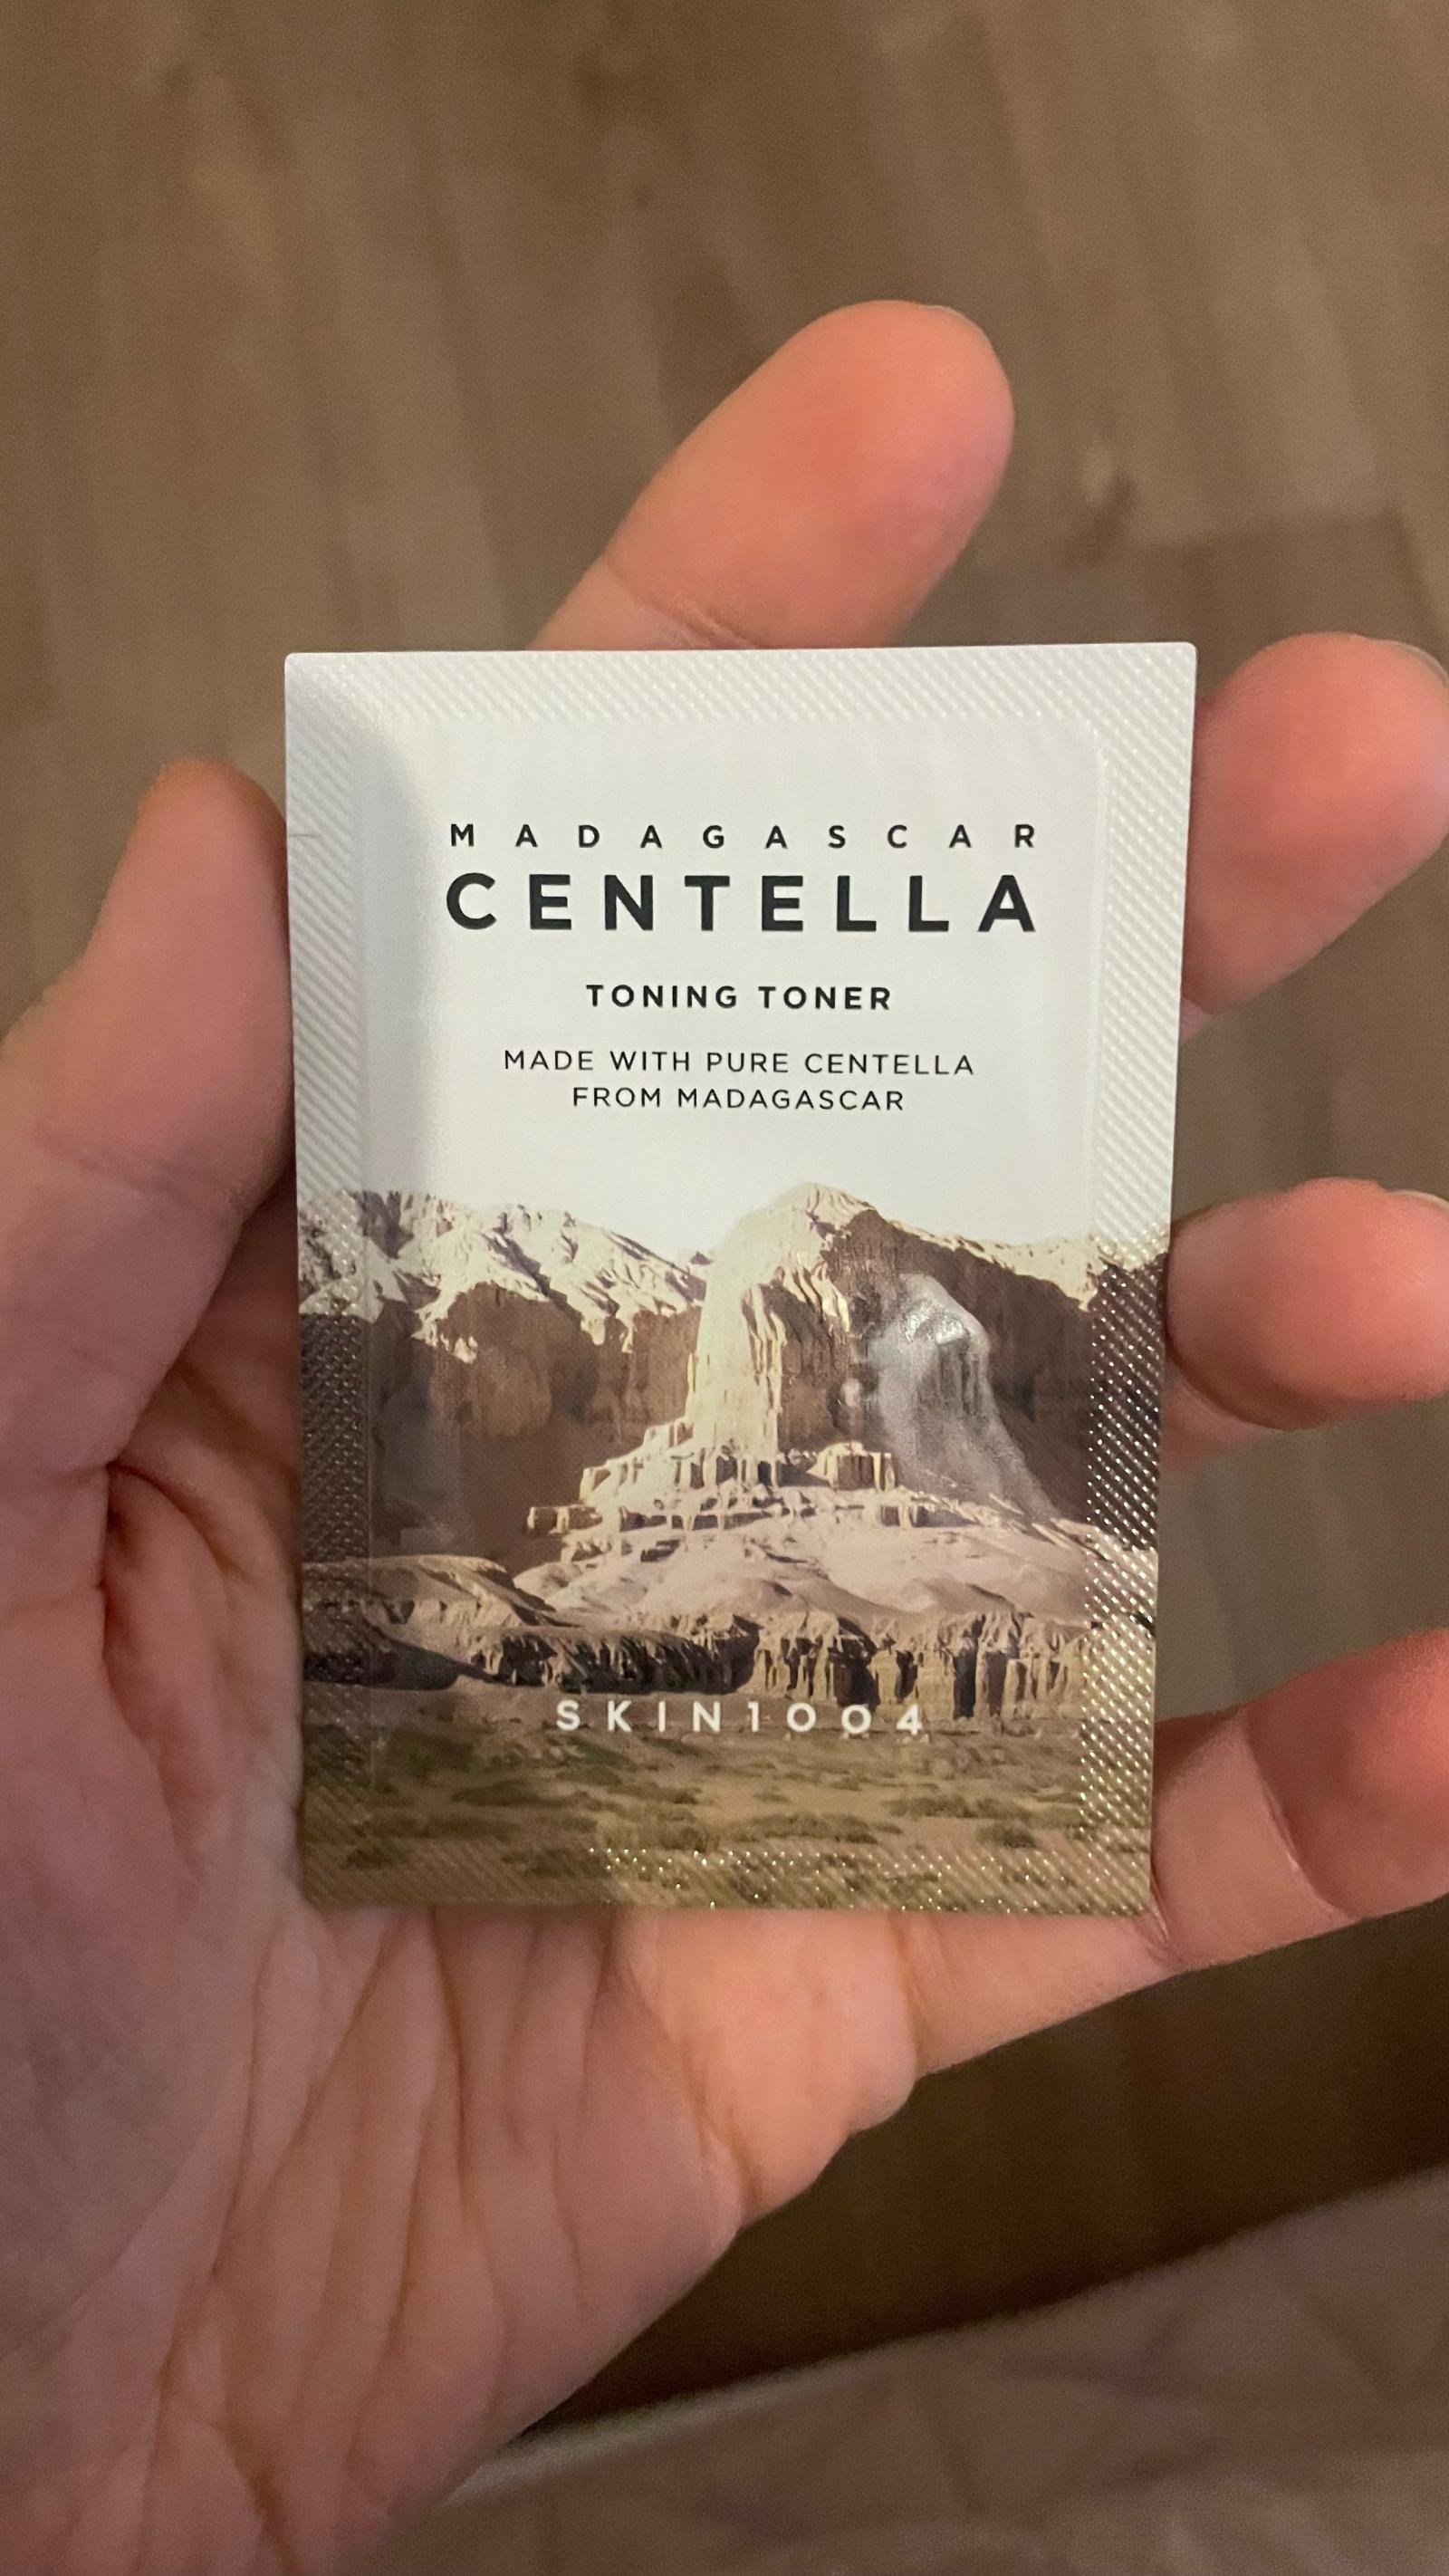 MADAGASCAR
CENTELLA
TONING TONER
MADE WITH PURE CENTELLA
FROM MADAGASCAR
SKIN1004